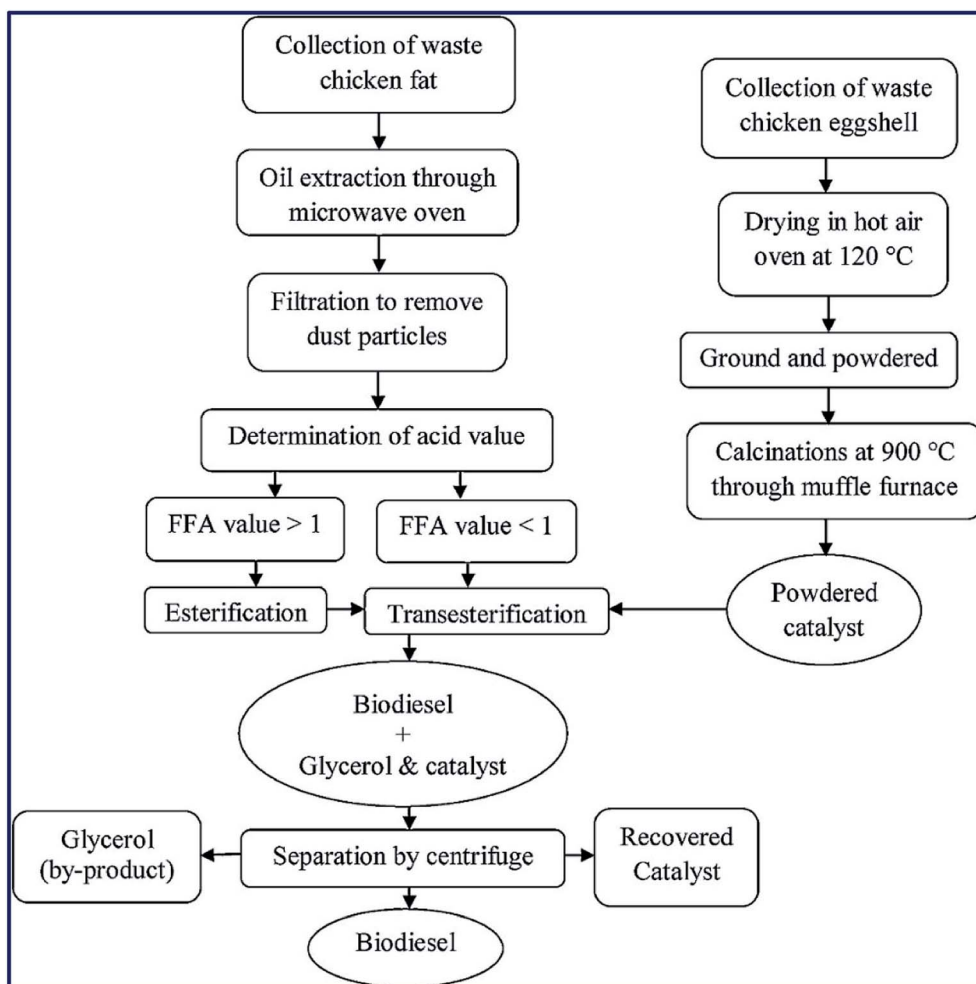 Collection of waste
chicken fat
Oil extraction through
microwave oven
Filtration to remove
dust particles
Determination of acid value
FFA value > 1
FFA value < 1
Esterification
Transesterification
Collection of waste
chicken eggshell
Drying in hot air
oven at 120 °C
Ground and powdered
Calcinations at 900 °C
through muffle furnace
Powdered
catalyst
Biodiesel
+
Glycerol & catalyst
Glycerol
(by-product)
Separation by centrifuge
Recovered
Catalyst
Biodiesel